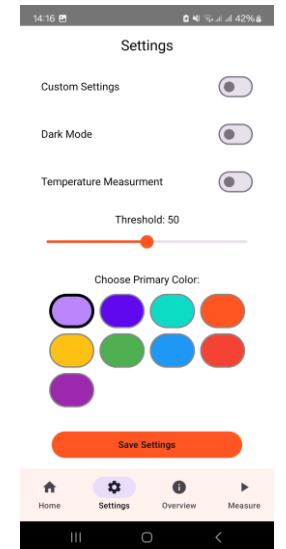 14:16 42%
Settings
Custom Settings
Dark Mode
Temperature Measurment
Threshold: 50
Choose Primary Color:
Save Settings
Home Settings Overview Measure